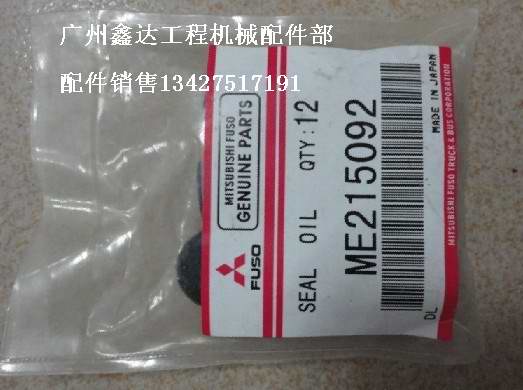 广州鑫达工程机械配件部
配件销售13427517191
MITSUBISHI FUSO
GENUINE PARTS
FUSO
SEAL OIL QTY: 12
ME215092
DL
MADE IN JAPAN
MITSUBISHI FUSO TRUCK & BUS CORPORATION